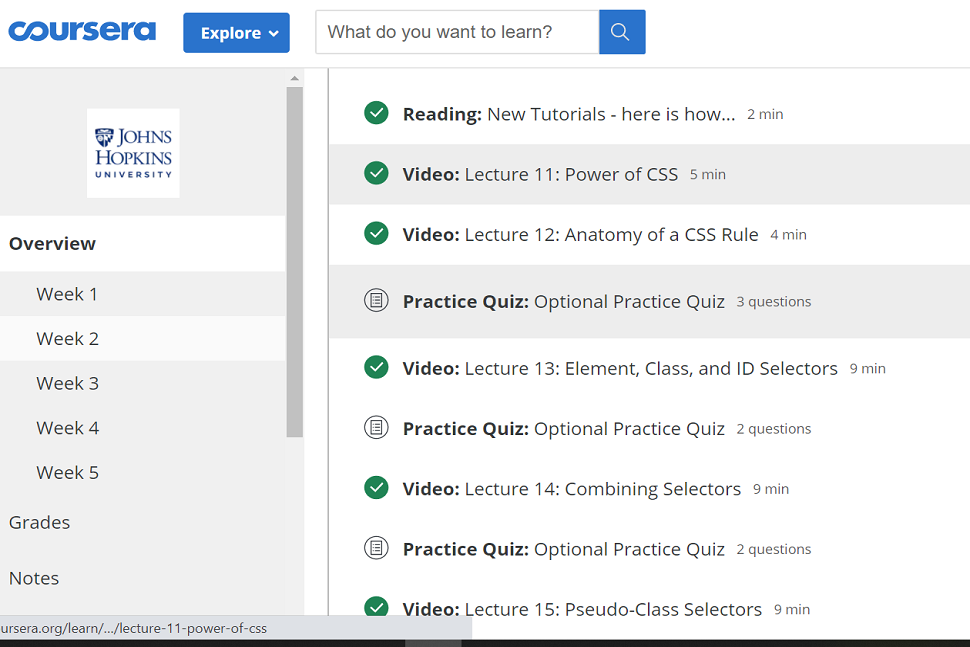 coursera Explore What do you want to learn?
JOHNS
HOPKINS
UNIVERSITY
Overview
Week 1
Week 2
Week 3
Week 4
Week 5
Grades
Notes
Reading: New Tutorials - here is how... 2 min
Video: Lecture 11: Power of CSS 5 min
Video: Lecture 12: Anatomy of a CSS Rule 4 min
Practice Quiz: Optional Practice Quiz 3 questions
Video: Lecture 13: Element, Class, and ID Selectors 9 min
Practice Quiz: Optional Practice Quiz 2 questions
Video: Lecture 14: Combining Selectors 9 min
Practice Quiz: Optional Practice Quiz 2 questions
Video: Lecture 15: Pseudo-Class Selectors 9 min
ursera.org/learn/.../lecture-11-power-of-css